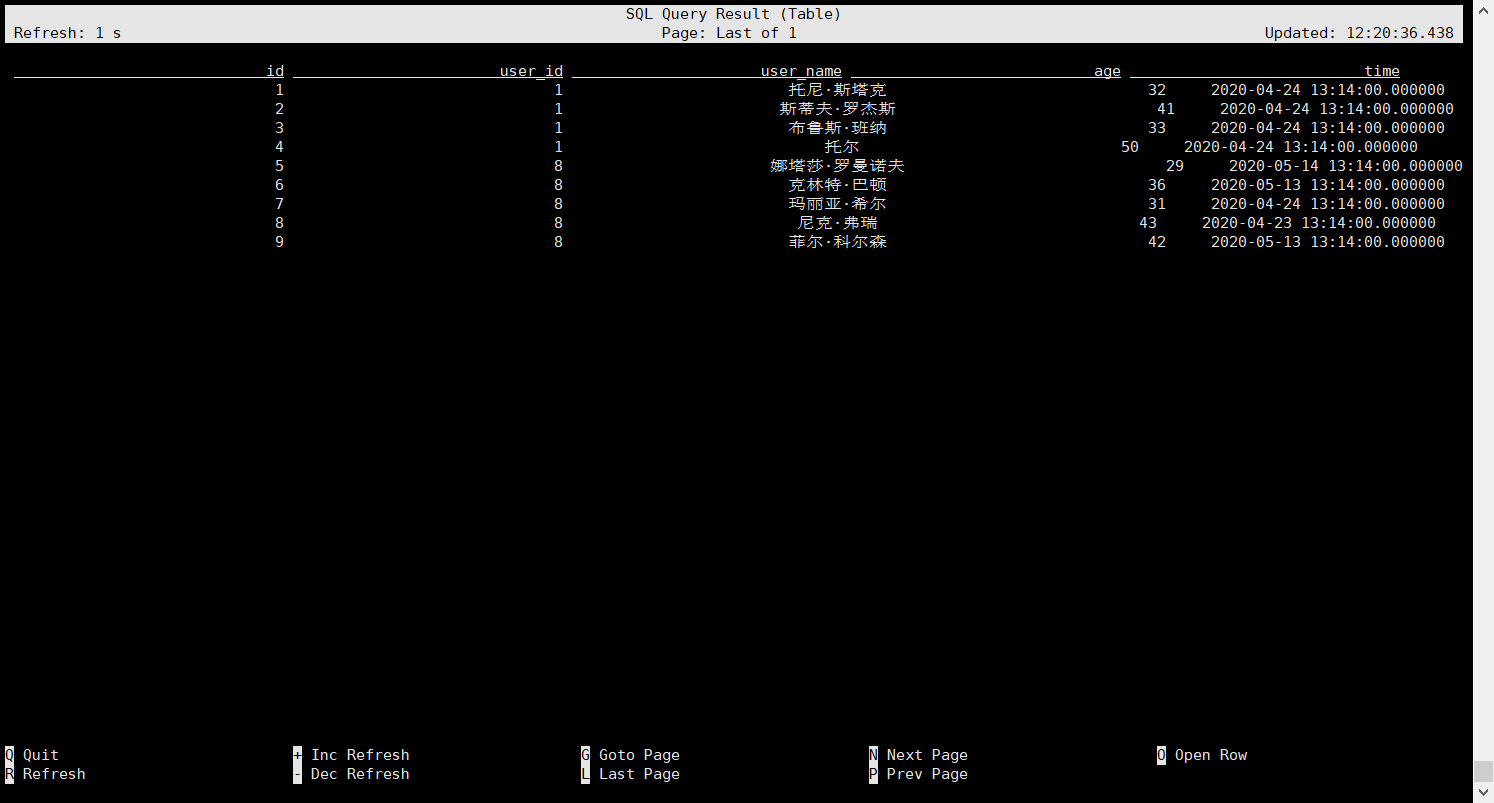 SQL Query Result (Table)
Refresh: 1 s Page: Last of 1 Updated: 12:20:36.438
id user_id user_name age time
1 1 托尼·斯塔克 32 2020-04-24 13:14:00.000000
2 1 斯蒂夫·罗杰斯 41 2020-04-24 13:14:00.000000
3 1 布鲁斯·班纳 33 2020-04-24 13:14:00.000000
4 1 托尔 50 2020-04-24 13:14:00.000000
5 8 娜塔莎·罗曼诺夫 29 2020-05-14 13:14:00.000000
6 8 克林特·巴顿 36 2020-05-13 13:14:00.000000
7 8 玛丽亚·希尔 31 2020-04-24 13:14:00.000000
8 8 尼克·弗瑞 43 2020-04-23 13:14:00.000000
9 8 菲尔·科尔森 42 2020-05-13 13:14:00.000000
Q Quit + Inc Refresh G Goto Page N Next Page O Open Row
R Refresh - Dec Refresh L Last Page P Prev Page